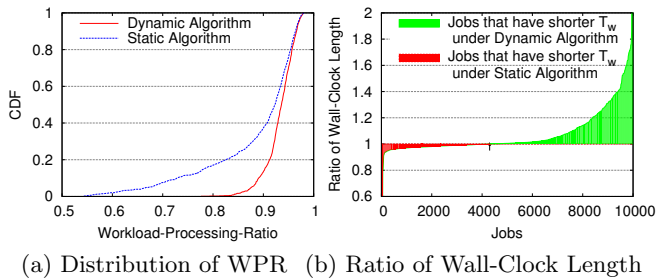 1
0.8
0.6
0.4
0.2
0
CDF
0.5 0.6 0.7 0.8 0.9 1
Workload-Processing-Ratio
Dynamic Algorithm
Static Algorithm
(a) Distribution of WPR
2
1.8
1.6
1.4
1.2
1
0.8
0.6
Ratio of Wall-Clock Length
0 2000 4000 6000 8000 10000
Jobs
Jobs that have shorter T_w
under Dynamic Algorithm
Jobs that have shorter T_w
under Static Algorithm
(b) Ratio of Wall-Clock Length